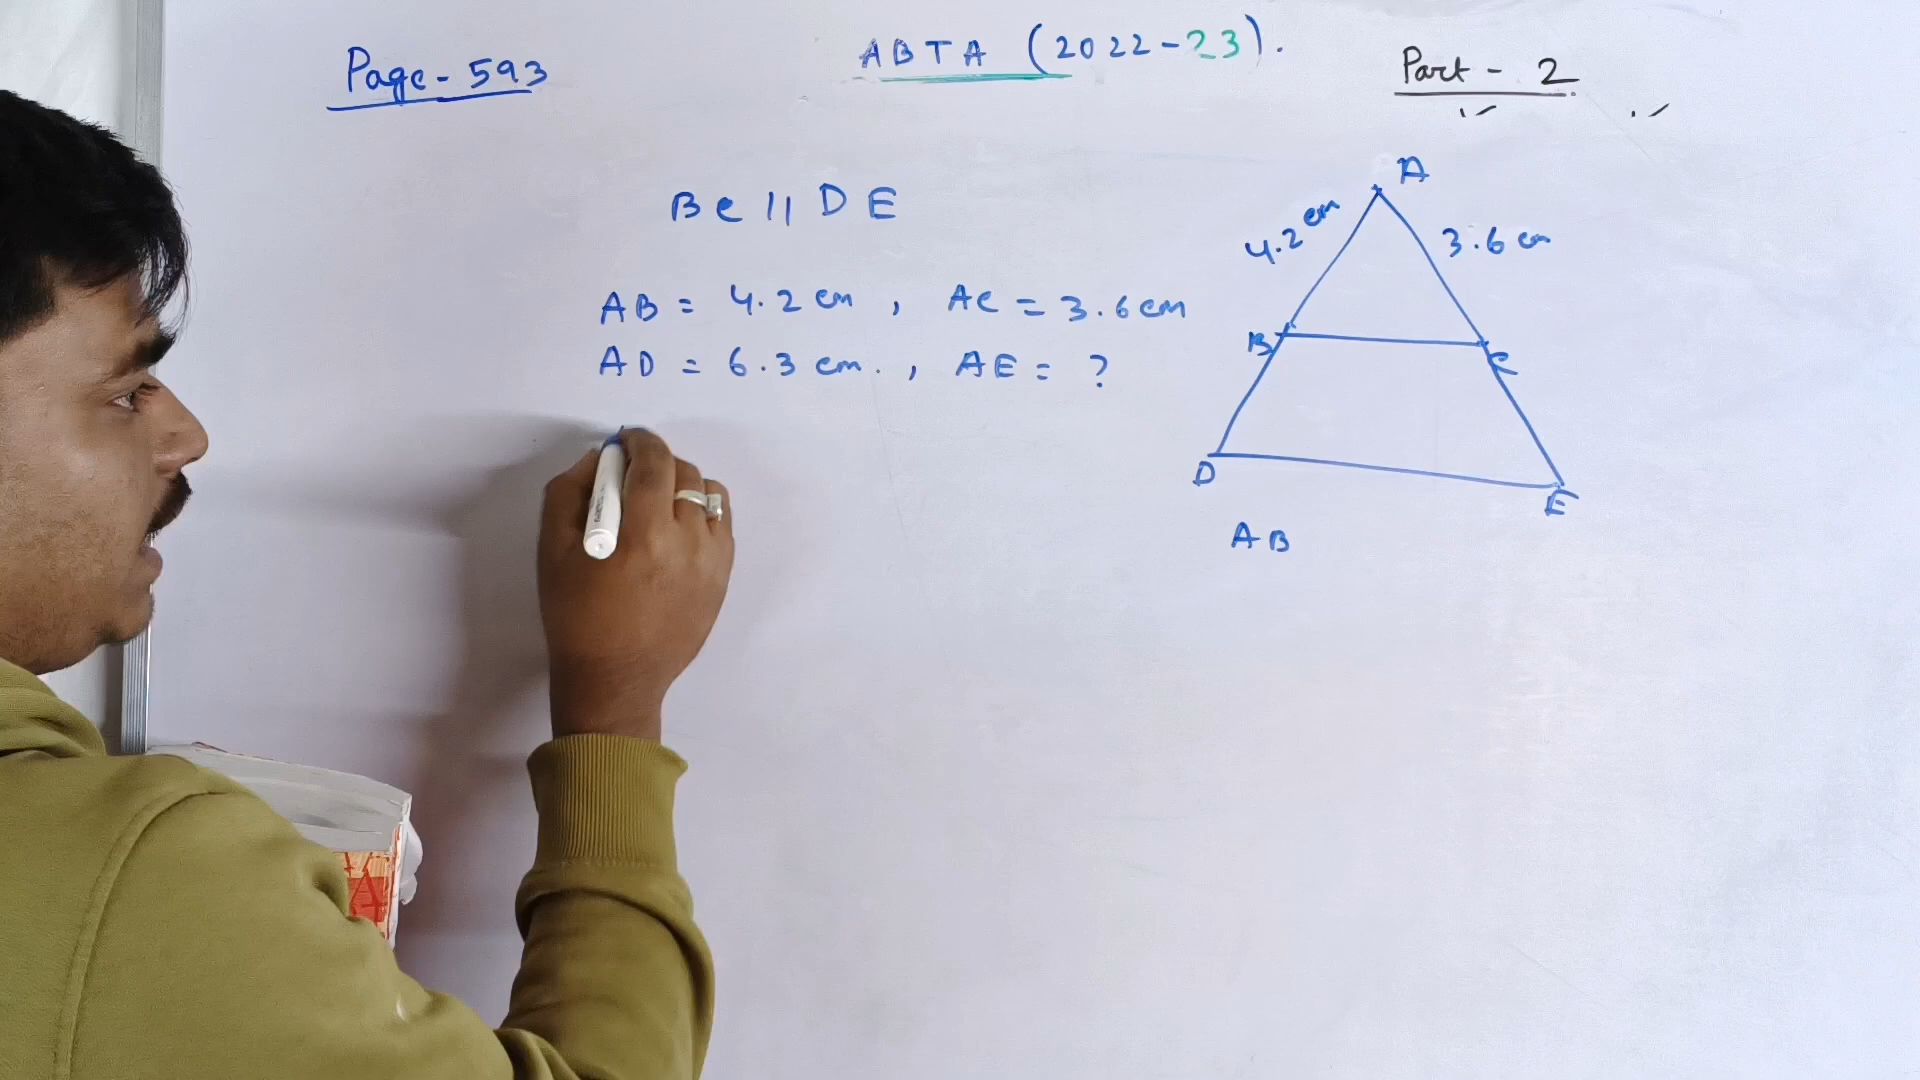 Page - 593
ABTA (2022-23).
Part - 2
BC || DE
AB = 4.2 cm , AC = 3.6 cm
AD = 6.3 cm. , AE = ?
A
4.2 cm
3.6 cm
B
C
D
E
AB